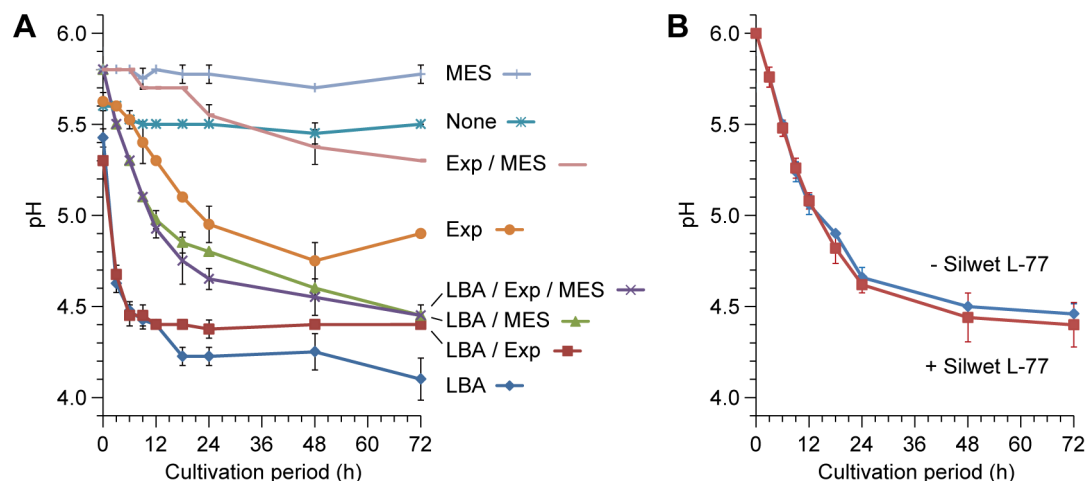 A
6.0
5.5
5.0
4.5
4.0
pH
0 12 24 36 48 72
Cultivation period (h)
MES
None
Exp / MES
Exp
LBA / Exp / MES
LBA / MES
LBA / Exp
LBA
B
6.0
5.5
5.0
4.5
4.0
pH
0 12 24 36 48 72
Cultivation period (h)
- Silwet L-77
+ Silwet L-77